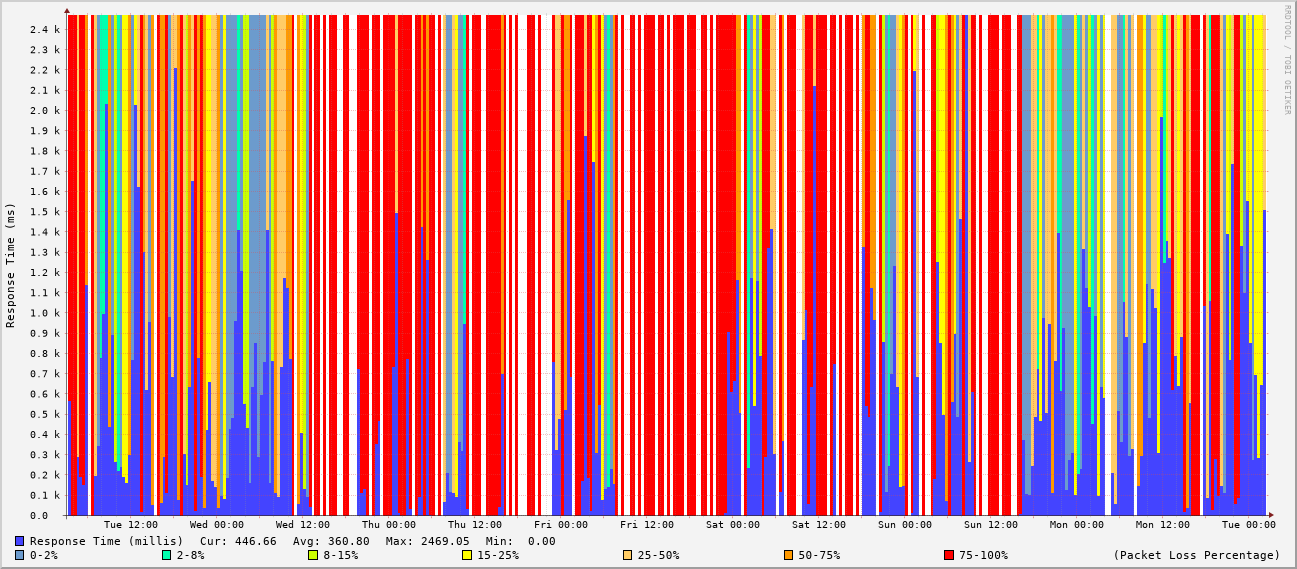 RRDTOOL / TOBI OETIKER
Response Time (ms)
2.4 k
2.3 k
2.2 k
2.1 k
2.0 k
1.9 k
1.8 k
1.7 k
1.6 k
1.5 k
1.4 k
1.3 k
1.2 k
1.1 k
1.0 k
0.9 k
0.8 k
0.7 k
0.6 k
0.5 k
0.4 k
0.3 k
0.2 k
0.1 k
0.0
Tue 12:00 Wed 00:00 Wed 12:00 Thu 00:00 Thu 12:00 Fri 00:00 Fri 12:00 Sat 00:00 Sat 12:00 Sun 00:00 Sun 12:00 Mon 00:00 Mon 12:00 Tue 00:00
Response Time (millis) Cur: 446.66 Avg: 360.80 Max: 2469.05 Min: 0.00
0-2% 2-8% 8-15% 15-25% 25-50% 50-75% 75-100% (Packet Loss Percentage)